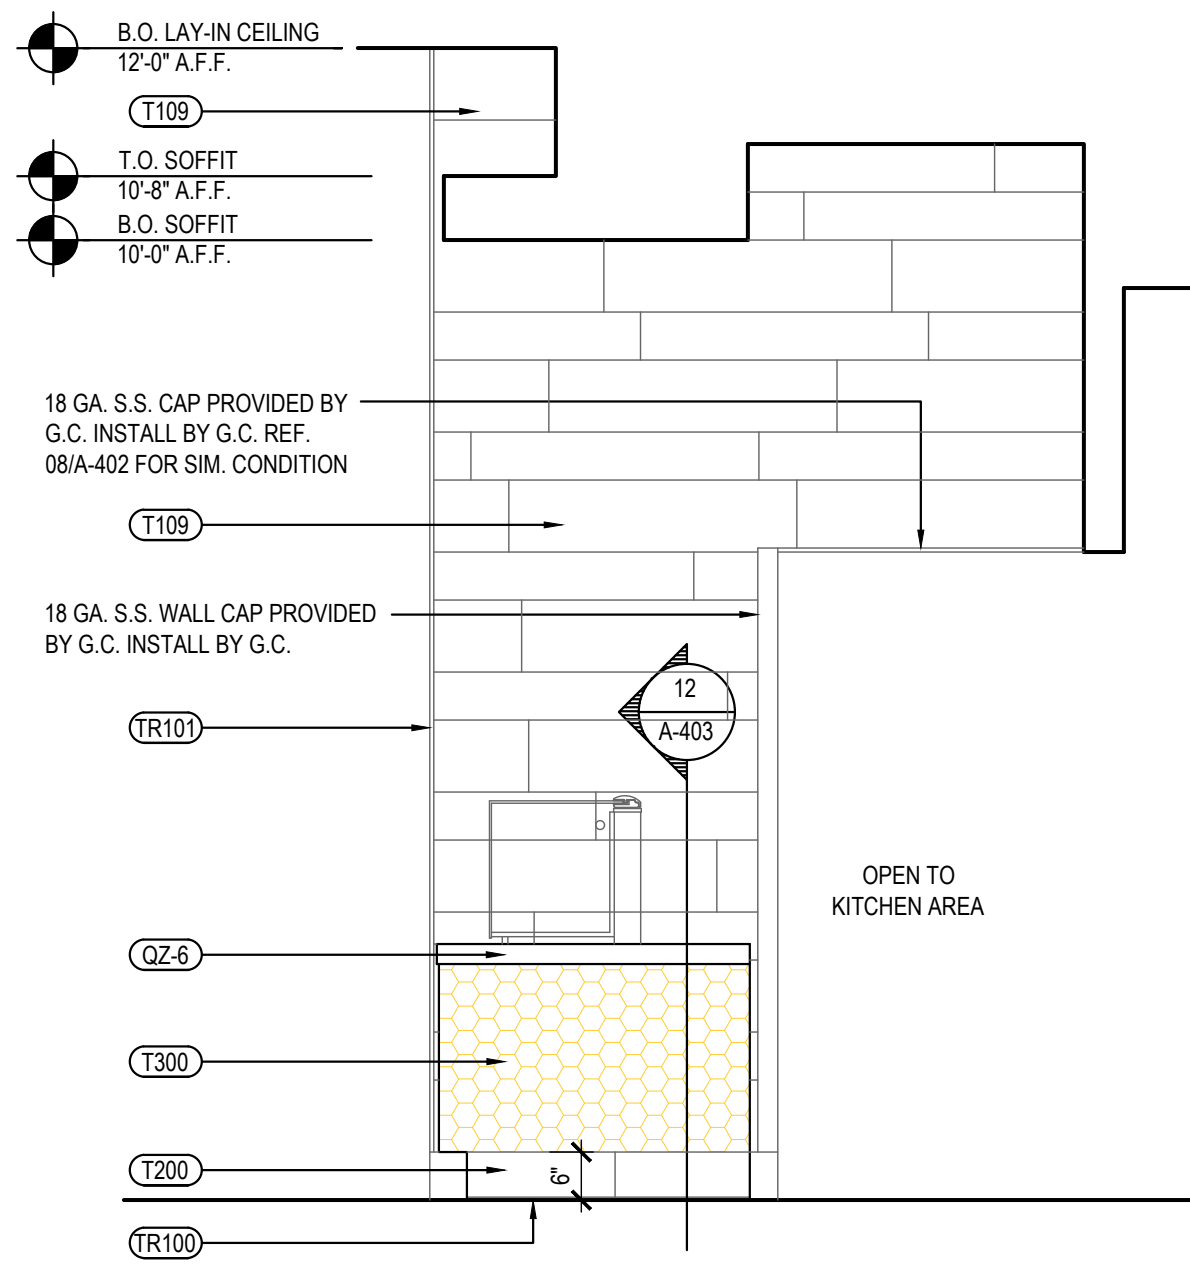 B.O. LAY-IN CEILING
12'-0" A.F.F.
T109
T.O. SOFFIT
10'-8" A.F.F.
B.O. SOFFIT
10'-0" A.F.F.
18 GA. S.S. CAP PROVIDED BY
G.C. INSTALL BY G.C. REF.
08/A-402 FOR SIM. CONDITION
T109
18 GA. S.S. WALL CAP PROVIDED
BY G.C. INSTALL BY G.C.
12
A-403
TR101
OPEN TO
KITCHEN AREA
QZ-6
T300
T200
6"
TR100